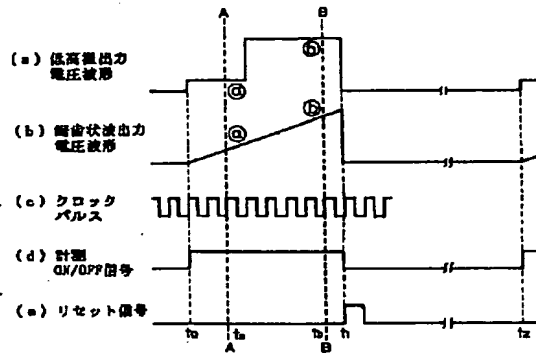 A
B
(a) 低高撮出力
電圧波形
ⓑ
ⓐ
(b) 鋸歯状波出力
電圧波形
ⓐ
ⓑ
(c) クロック
パルス
(d) 計測
ON/OFF信号
(e) リセット信号
t₀ tₐ t_b t₁ t₂
A
B